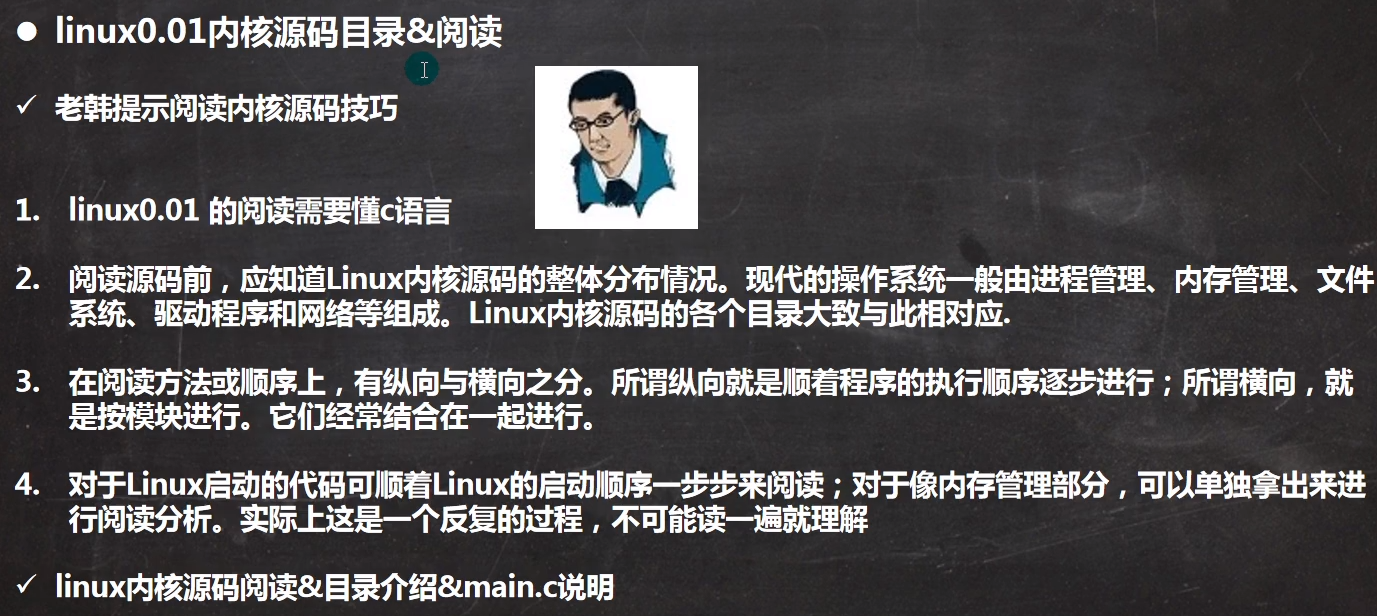 ● linux0.01内核源码目录&阅读
✓ 老韩提示阅读内核源码技巧
1. linux0.01 的阅读需要懂c语言
2. 阅读源码前，应知道Linux内核源码的整体分布情况。现代的操作系统一般由进程管理、内存管理、文件
系统、驱动程序和网络等组成。Linux内核源码的各个目录大致与此相对应.
3. 在阅读方法或顺序上，有纵向与横向之分。所谓纵向就是顺着程序的执行顺序逐步进行；所谓横向，就
是按模块进行。它们经常结合在一起进行。
4. 对于Linux启动的代码可顺着Linux的启动顺序一步步来阅读；对于像内存管理部分，可以单独拿出来进
行阅读分析。实际上这是一个反复的过程，不可能读一遍就理解
✓ linux内核源码阅读&目录介绍&main.c说明